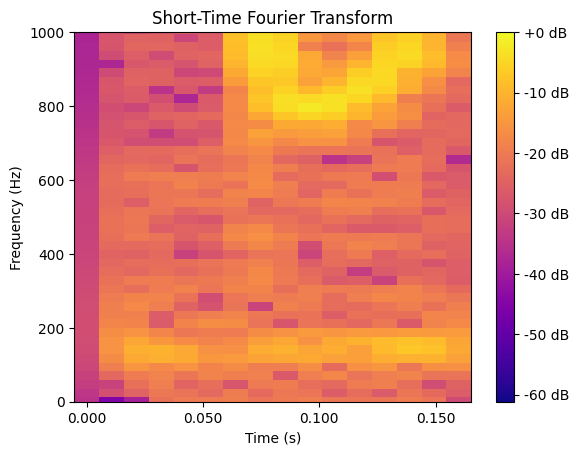 Short-Time Fourier Transform
1000
800
600
400
200
0
Frequency (Hz)
0.000
0.050
0.100
0.150
Time (s)
+0 dB
-10 dB
-20 dB
-30 dB
-40 dB
-50 dB
-60 dB